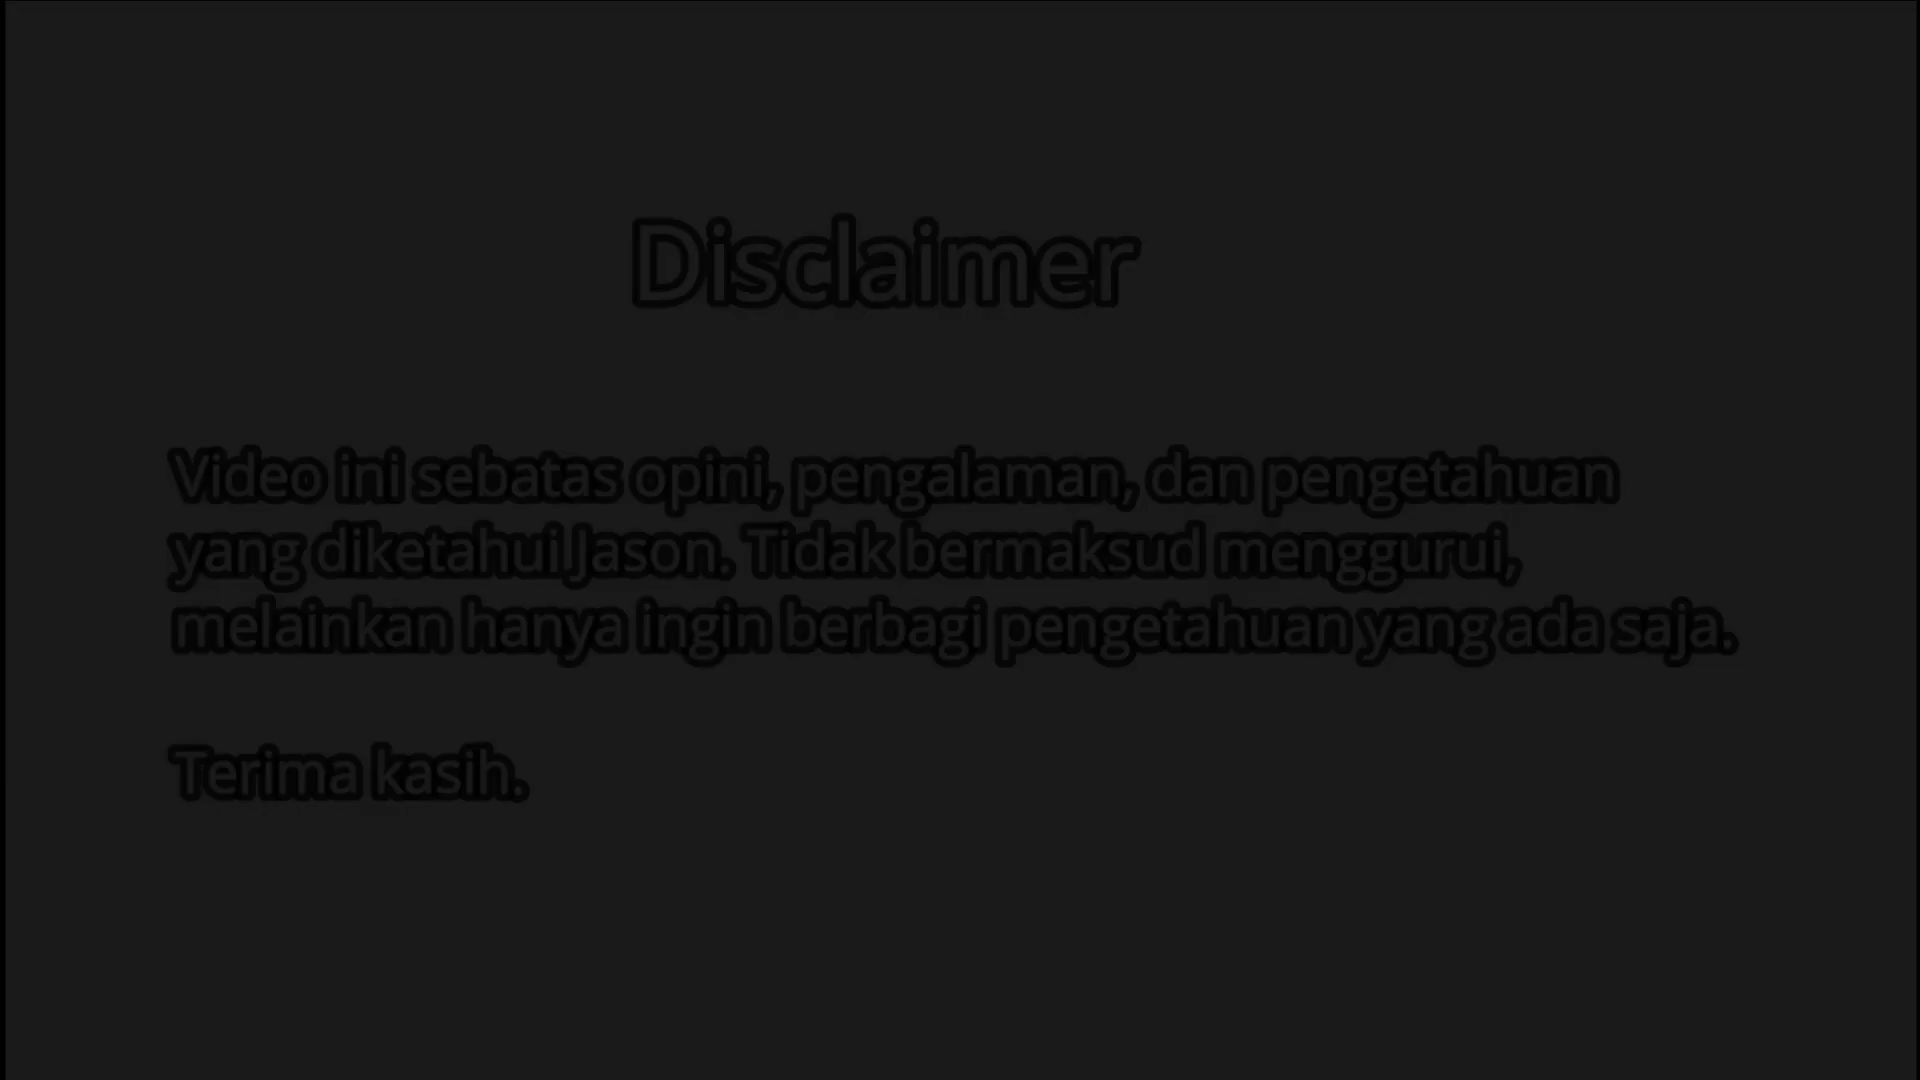 Disclaimer
Video ini sebatas opini, pengalaman, dan pengetahuan
yang diketahui Jason. Tidak bermaksud menggurui,
melainkan hanya ingin berbagi pengetahuan yang ada saja.
Terima kasih.